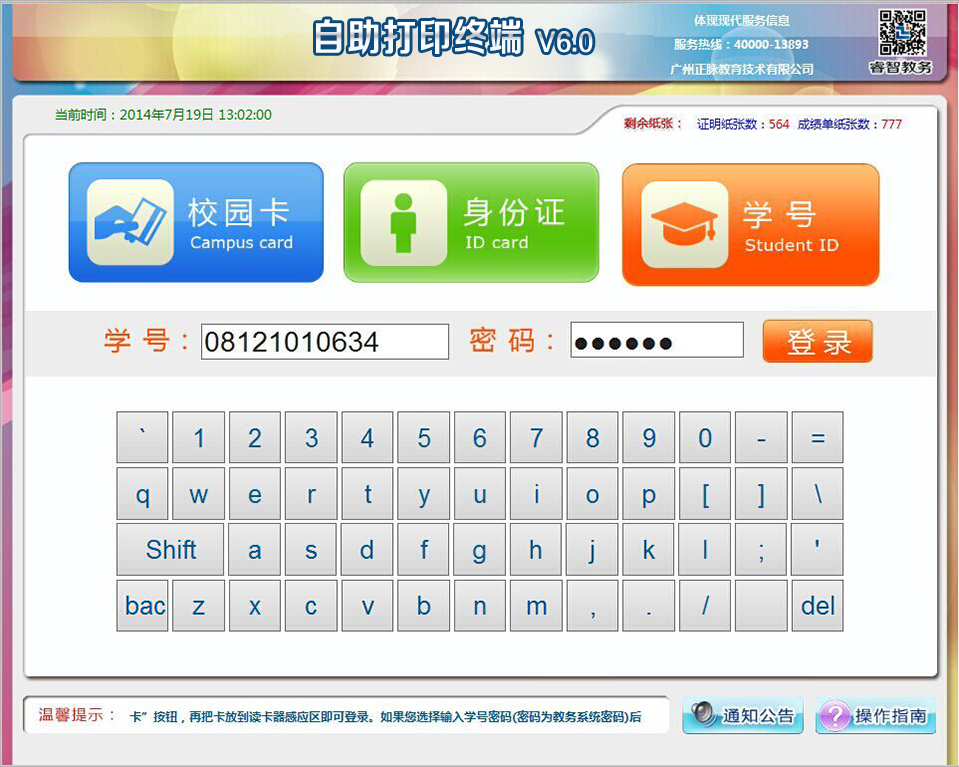 自助打印终端 V6.0
体现现代服务信息
服务热线：40000-13893
广州正脉教育技术有限公司
睿智教务
当前时间：2014年7月19日 13:02:00
剩余纸张： 证明纸张数：564 成绩单纸张数：777
校园卡
Campus card
身份证
ID card
学号
Student ID
学 号： 08121010634 密 码： ●●●●●● 登 录
` 1 2 3 4 5 6 7 8 9 0 - =
q w e r t y u i o p [ ] \
Shift a s d f g h j k l ; '
bac z x c v b n m , . / del
温馨提示： 卡”按钮，再把卡放到读卡器感应区即可登录。如果您选择输入学号密码(密码为教务系统密码)后
通知公告
? 操作指南